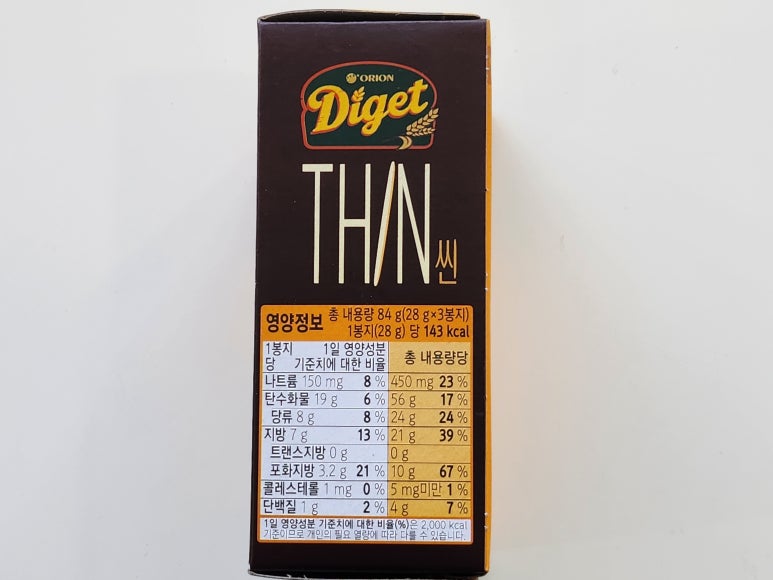 ORION
Diget
THIN 씬
영양정보 총 내용량 84 g(28 g×3봉지)
1봉지(28 g) 당 143 kcal
1봉지당 1일 영양성분 기준치에 대한 비율 총 내용량당
나트륨 150 mg 8 % 450 mg 23 %
탄수화물 19 g 6 % 56 g 17 %
당류 8 g 8 % 24 g 24 %
지방 7 g 13 % 21 g 39 %
트랜스지방 0 g 0 g
포화지방 3.2 g 21 % 10 g 67 %
콜레스테롤 1 mg 0 % 5 mg미만 1 %
단백질 1 g 2 % 4 g 7 %
1일 영양성분 기준치에 대한 비율(%)은 2,000 kcal
기준이므로 개인의 필요 열량에 따라 다를 수 있습니다.